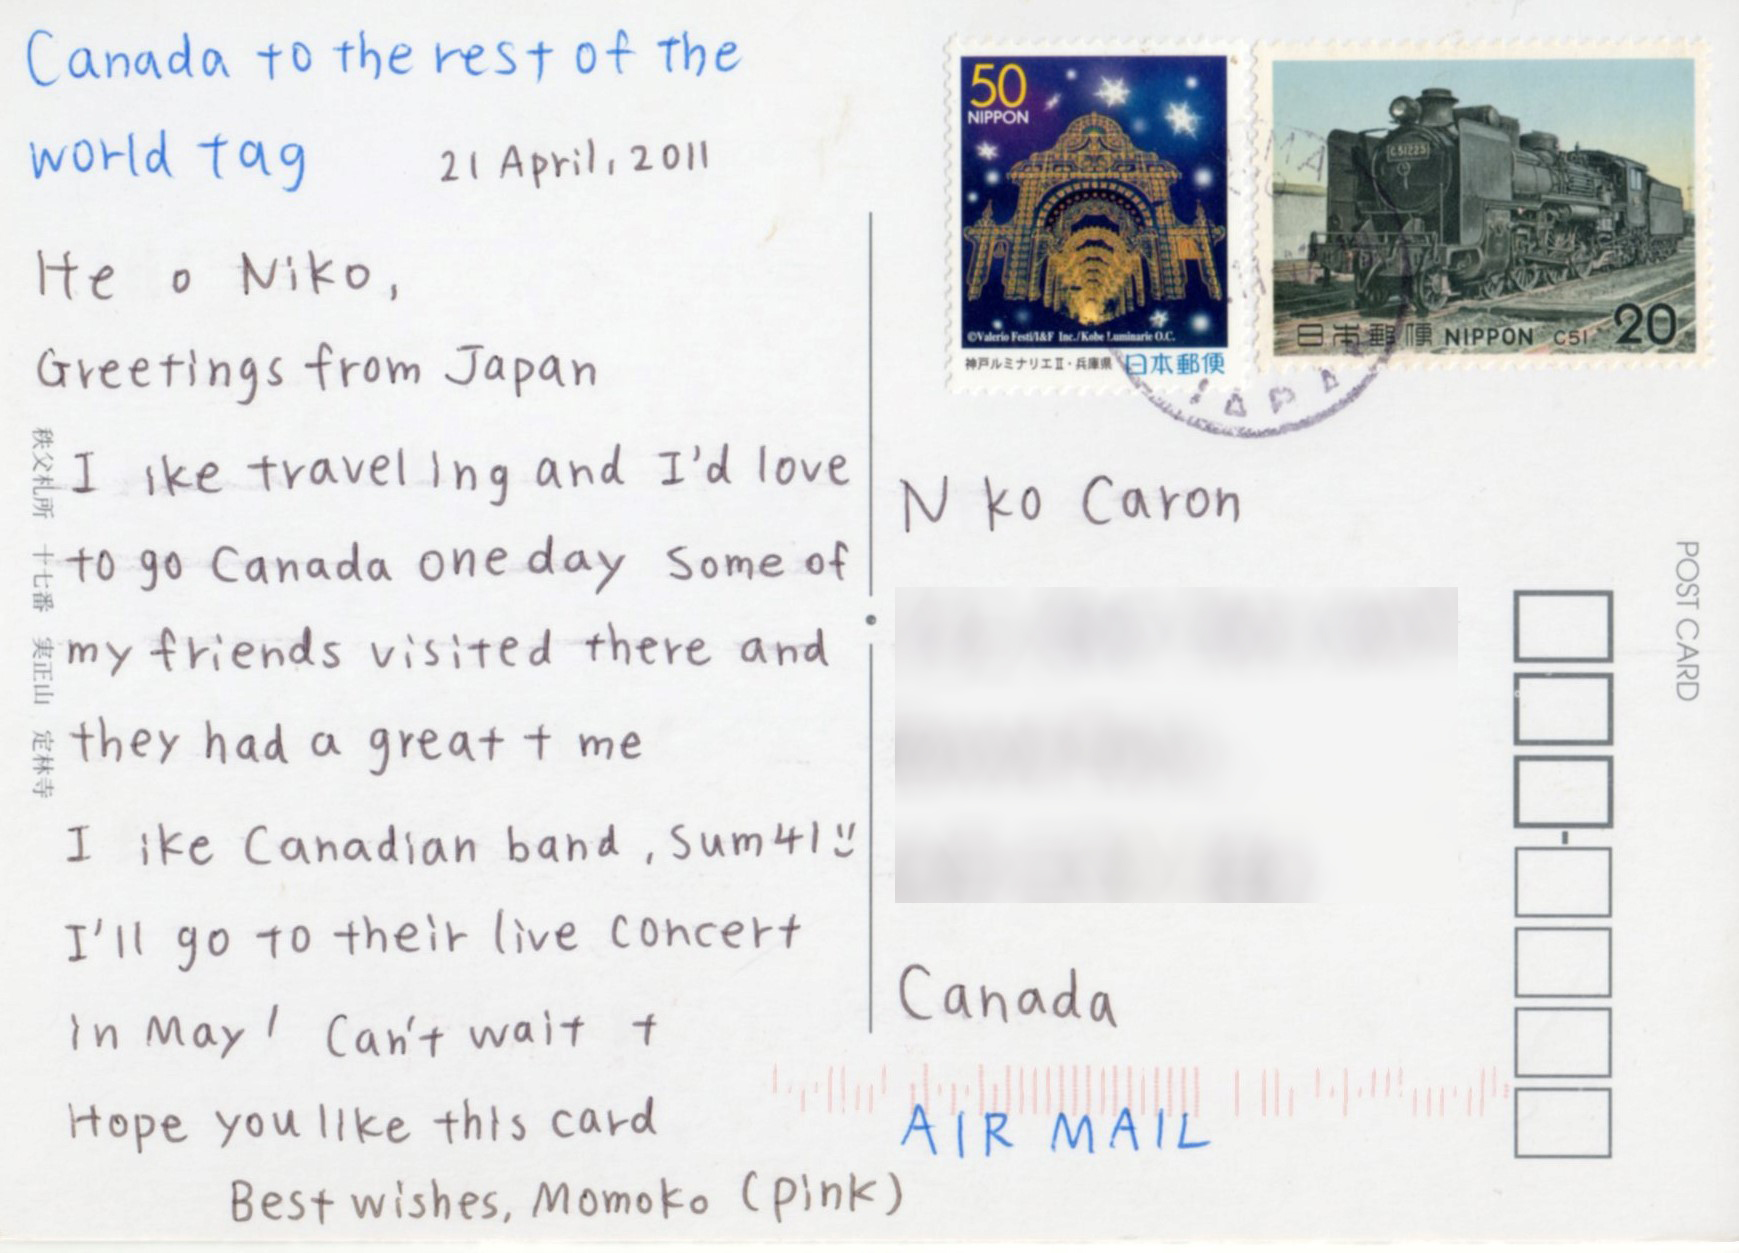 Canada to the rest of the
world tag 21 April, 2011
He o Niko,
Greetings from Japan
I ike traveling and I'd love
to go Canada one day Some of
my friends visited there and
they had a great t me
I ike Canadian band, Sum41
I'll go to their live concert
in May! Can't wait t
Hope you like this card
Best wishes, Momoko (pink)
秩父札所 十七番 実正山 定林寺
50
NIPPON
©Valerio Festi/I&F Inc./Kobe Luminarie O.C.
神戸ルミナリエⅡ・兵庫県 日本郵便
C51225
日本郵便 NIPPON C51 20
JAPAN
N ko Caron
Canada
AIR MAIL
POST CARD